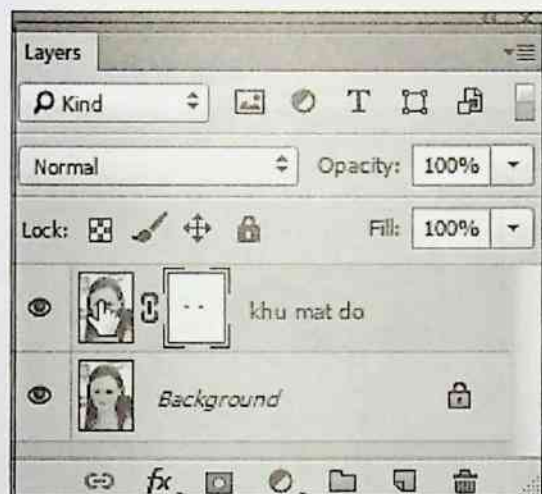 Layers
Kind
Normal Opacity: 100%
Lock: Fill: 100%
khu mat do
Background
fx